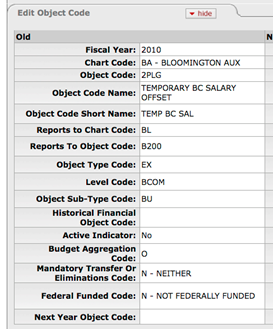 Edit Object Code
hide
Old
N
Fiscal Year: 2010
Chart Code: BA - BLOOMINGTON AUX
Object Code: 2PLG
Object Code Name: TEMPORARY BC SALARY
OFFSET
Object Code Short Name: TEMP BC SAL
Reports to Chart Code: BL
Reports To Object Code: B200
Object Type Code: EX
Level Code: BCOM
Object Sub-Type Code: BU
Historical Financial
Object Code:
Active Indicator: No
Budget Aggregation
Code: O
Mandatory Transfer Or
Eliminations Code: N - NEITHER
Federal Funded Code: N - NOT FEDERALLY FUNDED
Next Year Object Code: